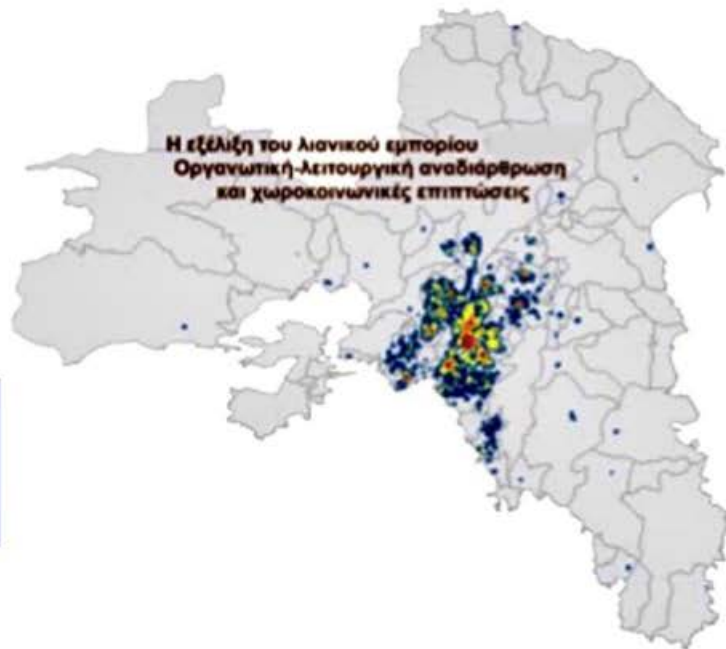 Η εξέλιξη του λιανικού εμπορίου
Οργανωτική-λειτουργική αναδιάρθρωση
και χωροκοινωνικές επιπτώσεις